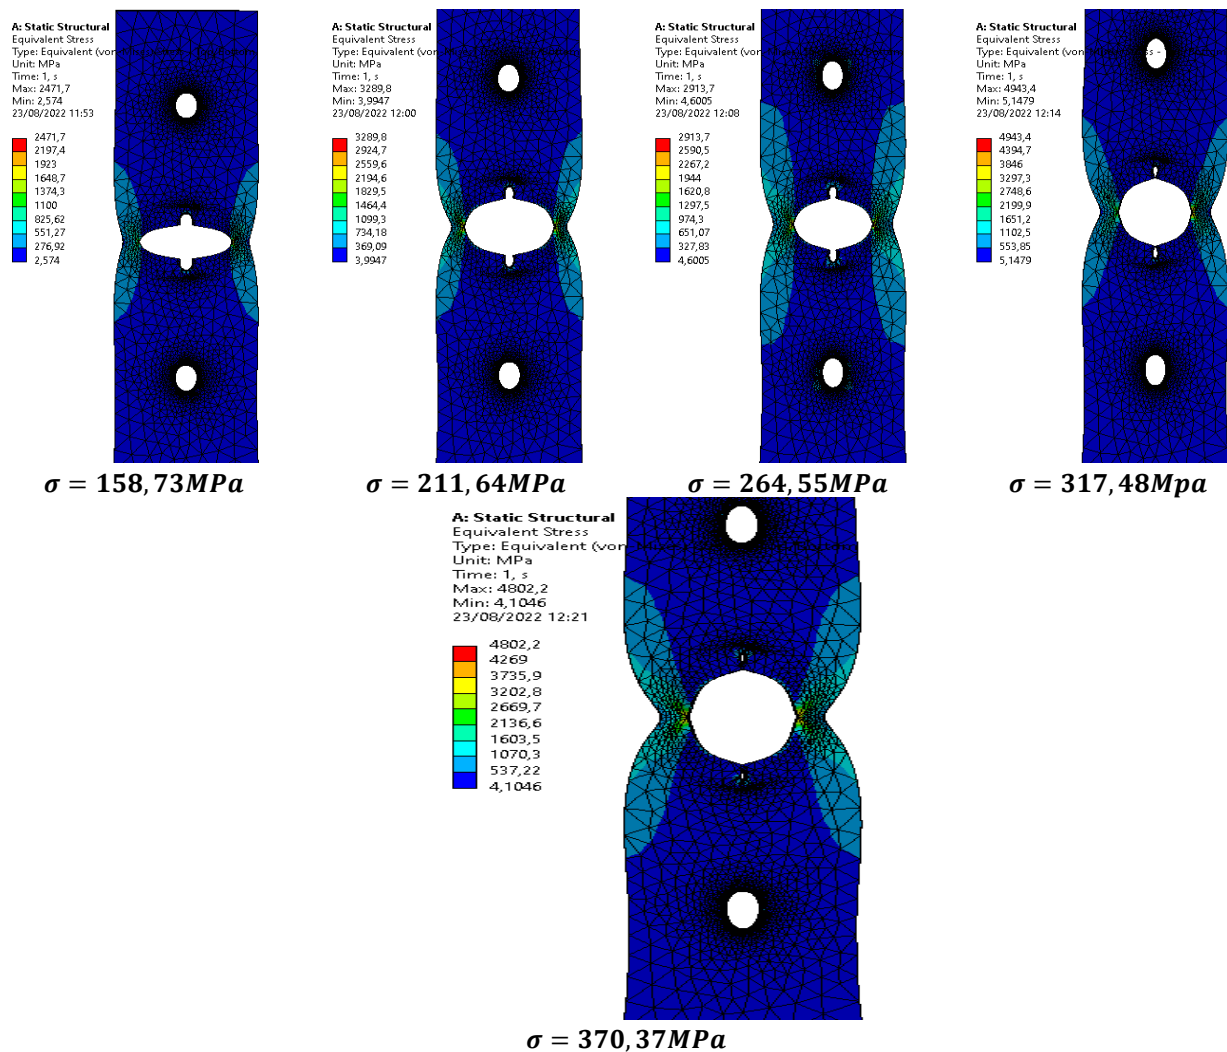 A: Static Structural
Equivalent Stress
Type: Equivalent (von
Unit: MPa
Time: 1, s
Max: 2471,7
Min: 2,574
23/08/2022 11:53
2471,7
2197,4
1923
1648,7
1374,3
1100
825,62
551,27
276,92
2,574
σ = 158,73MPa
A: Static Structural
Equivalent Stress
Type: Equivalent (von
Unit: MPa
Time: 1, s
Max: 3289,8
Min: 3,9947
23/08/2022 12:00
3289,8
2924,7
2559,6
2194,6
1829,5
1464,4
1099,3
734,18
369,09
3,9947
σ = 211,64MPa
A: Static Structural
Equivalent Stress
Type: Equivalent (von
Unit: MPa
Time: 1, s
Max: 2913,7
Min: 4,6005
23/08/2022 12:08
2913,7
2590,5
2267,2
1944
1620,8
1297,5
974,3
651,07
327,83
4,6005
σ = 264,55MPa
A: Static Structural
Equivalent Stress
Type: Equivalent (von
Unit: MPa
Time: 1, s
Max: 4943,4
Min: 5,1479
23/08/2022 12:14
4943,4
4394,7
3846
3297,3
2748,6
2199,9
1651,2
1102,5
553,85
5,1479
σ = 317,48Mpa
A: Static Structural
Equivalent Stress
Type: Equivalent (von
Unit: MPa
Time: 1, s
Max: 4802,2
Min: 4,1046
23/08/2022 12:21
4802,2
4269
3735,9
3202,8
2669,7
2136,6
1603,5
1070,3
537,22
4,1046
σ = 370,37MPa